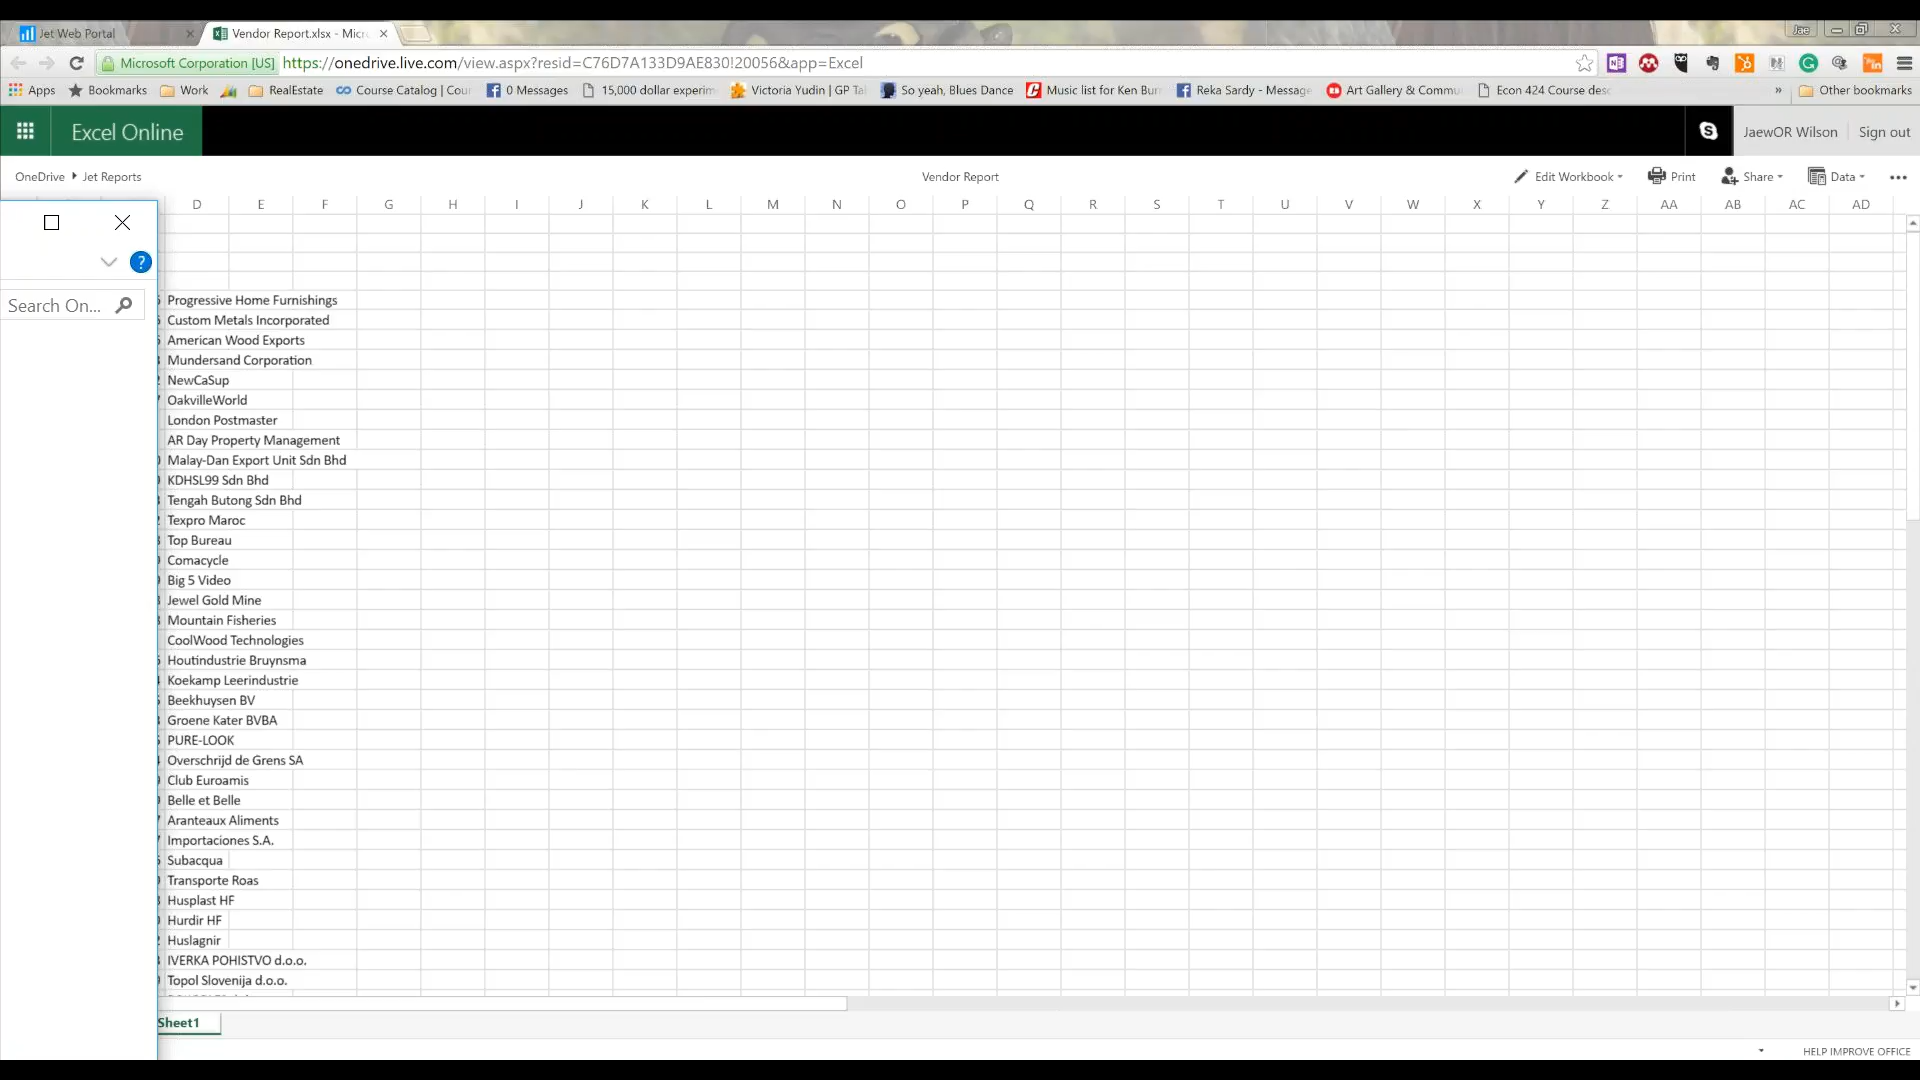 Jet Web Portal
Vendor Report.xlsx - Micr
Jae
Microsoft Corporation [US] https://onedrive.live.com/view.aspx?resid=C76D7A133D9AE830!20056&app=Excel
Apps Bookmarks Work RealEstate Course Catalog | Cour 0 Messages 15,000 dollar experim Victoria Yudin | GP Ta So yeah, Blues Dance Music list for Ken Burn Reka Sardy - Message Art Gallery & Commu Econ 424 Course desc » Other bookmarks
Excel Online JaewOR Wilson Sign out
OneDrive Jet Reports Vendor Report Edit Workbook Print Share Data
D E F G H I J K L M N O P Q R S T U V W X Y Z AA AB AC AD
?
Search On...
Progressive Home Furnishings
Custom Metals Incorporated
American Wood Exports
Mundersand Corporation
NewCaSup
OakvilleWorld
London Postmaster
AR Day Property Management
Malay-Dan Export Unit Sdn Bhd
KDHSL99 Sdn Bhd
Tengah Butong Sdn Bhd
Texpro Maroc
Top Bureau
Comacycle
Big 5 Video
Jewel Gold Mine
Mountain Fisheries
CoolWood Technologies
Houtindustrie Bruynsma
Koekamp Leerindustrie
Beekhuysen BV
Groene Kater BVBA
PURE-LOOK
Overschrijd de Grens SA
Club Euroamis
Belle et Belle
Aranteaux Aliments
Importaciones S.A.
Subacqua
Transporte Roas
Husplast HF
Hurdir HF
Huslagnir
IVERKA POHISTVO d.o.o.
Topol Slovenija d.o.o.
Sheet1
HELP IMPROVE OFFICE